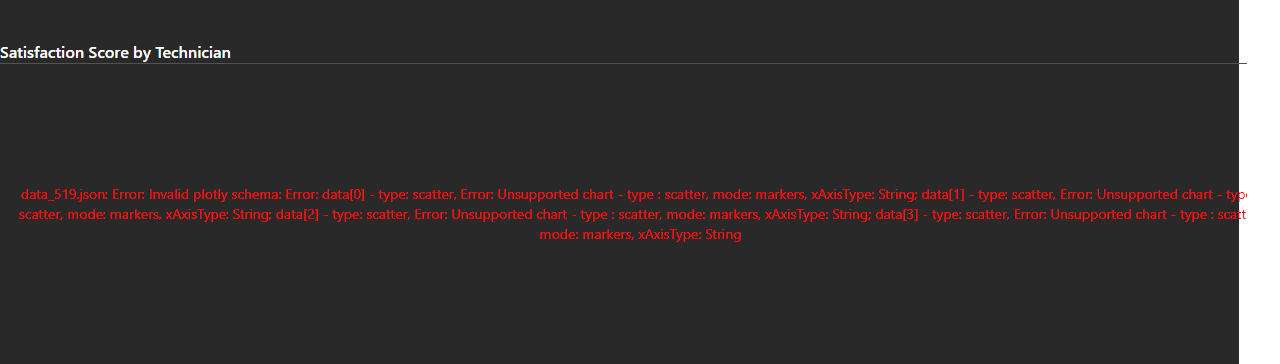 Satisfaction Score by Technician
data_519.json: Error: Invalid plotly schema: Error: data[0] - type: scatter, Error: Unsupported chart - type : scatter, mode: markers, xAxisType: String; data[1] - type: scatter, Error: Unsupported chart - type
scatter, mode: markers, xAxisType: String; data[2] - type: scatter, Error: Unsupported chart - type : scatter, mode: markers, xAxisType: String; data[3] - type: scatter, Error: Unsupported chart - type : scatt
mode: markers, xAxisType: String